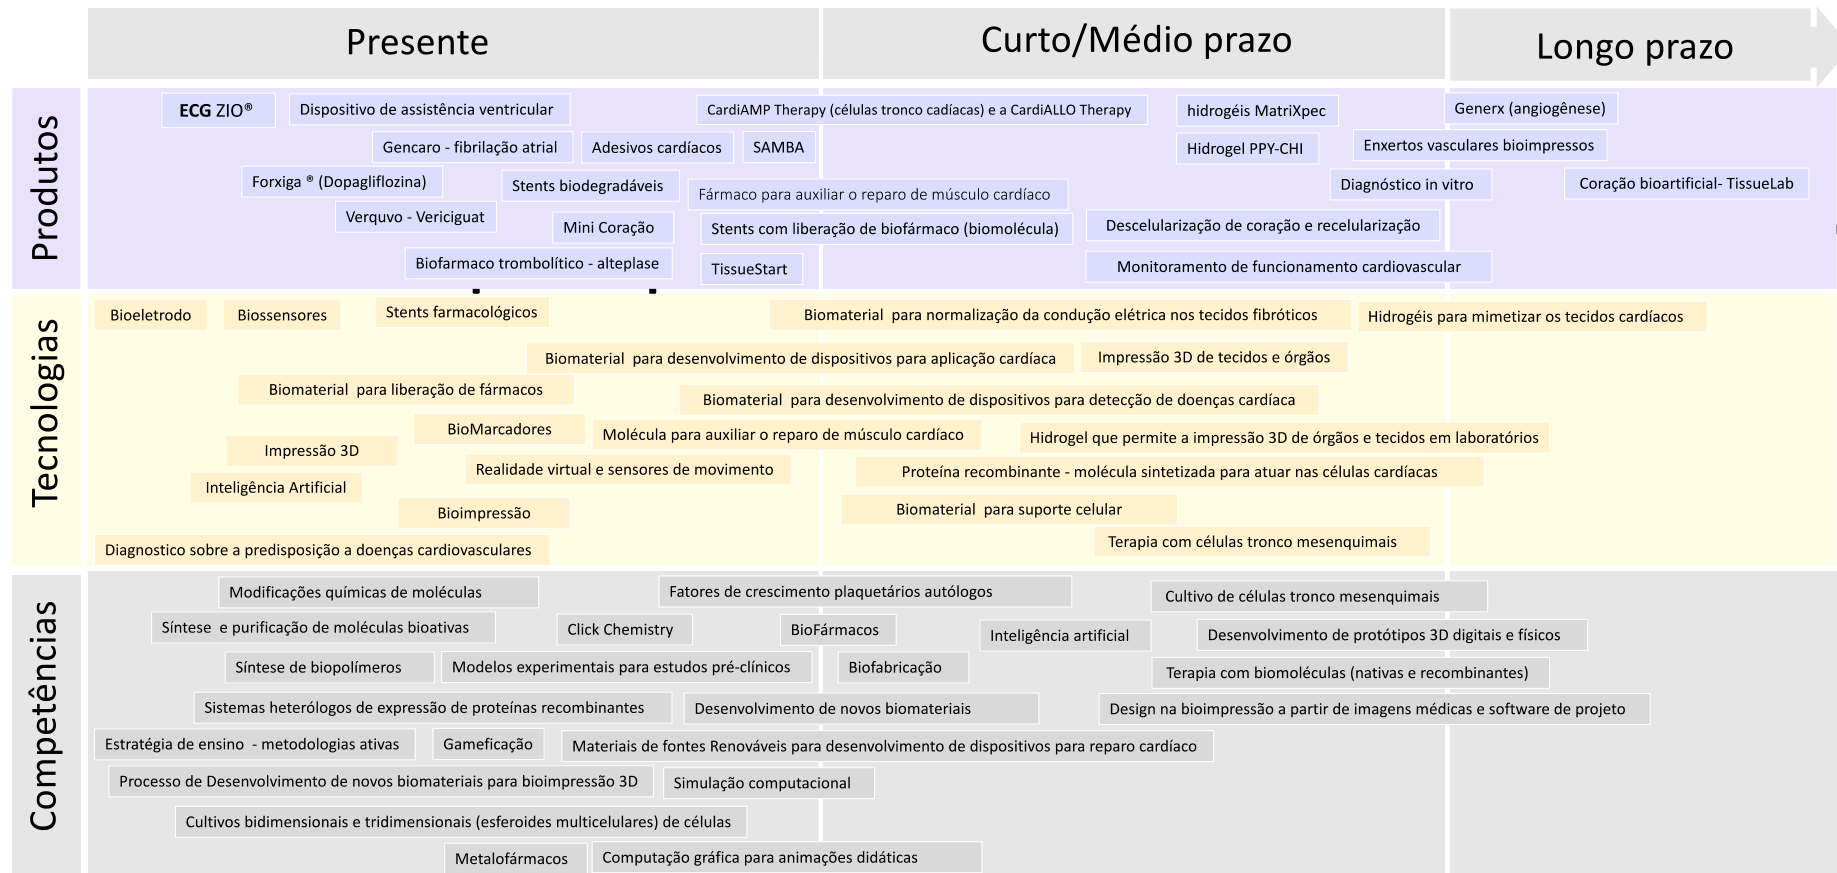 Presente
Curto/Médio prazo
Longo prazo
Produtos
ECG ZIO®
Dispositivo de assistência ventricular
CardiAMP Therapy (células tronco cadíacas) e a CardiALLO Therapy
hidrogéis MatriXpec
Generx (angiogênese)
Gencaro - fibrilação atrial
Adesivos cardíacos
SAMBA
Hidrogel PPY-CHI
Enxertos vasculares bioimpressos
Forxiga ® (Dopagliflozina)
Stents biodegradáveis
Fármaco para auxiliar o reparo de músculo cardíaco
Diagnóstico in vitro
Coração bioartificial- TissueLab
Verquvo - Vericiguat
Mini Coração
Stents com liberação de biofármaco (biomolécula)
Descelularização de coração e recelularização
Biofarmaco trombolítico - alteplase
TissueStart
Monitoramento de funcionamento cardiovascular
Tecnologias
Bioeletrodo
Biossensores
Stents farmacológicos
Biomaterial para normalização da condução elétrica nos tecidos fibróticos
Hidrogéis para mimetizar os tecidos cardíacos
Biomaterial para desenvolvimento de dispositivos para aplicação cardíaca
Impressão 3D de tecidos e órgãos
Biomaterial para liberação de fármacos
Biomaterial para desenvolvimento de dispositivos para detecção de doenças cardíaca
BioMarcadores
Molécula para auxiliar o reparo de músculo cardíaco
Hidrogel que permite a impressão 3D de órgãos e tecidos em laboratórios
Impressão 3D
Realidade virtual e sensores de movimento
Proteína recombinante - molécula sintetizada para atuar nas células cardíacas
Inteligência Artificial
Bioimpressão
Biomaterial para suporte celular
Diagnostico sobre a predisposição a doenças cardiovasculares
Terapia com células tronco mesenquimais
Competências
Modificações químicas de moléculas
Fatores de crescimento plaquetários autólogos
Cultivo de células tronco mesenquimais
Síntese e purificação de moléculas bioativas
Click Chemistry
BioFármacos
Inteligência artificial
Desenvolvimento de protótipos 3D digitais e físicos
Síntese de biopolímeros
Modelos experimentais para estudos pré-clínicos
Biofabricação
Terapia com biomoléculas (nativas e recombinantes)
Sistemas heterólogos de expressão de proteínas recombinantes
Desenvolvimento de novos biomateriais
Design na bioimpressão a partir de imagens médicas e software de projeto
Estratégia de ensino - metodologias ativas
Gameficação
Materiais de fontes Renováveis para desenvolvimento de dispositivos para reparo cardíaco
Processo de Desenvolvimento de novos biomateriais para bioimpressão 3D
Simulação computacional
Cultivos bidimensionais e tridimensionais (esferoides multicelulares) de células
Metalofármacos
Computação gráfica para animações didáticas